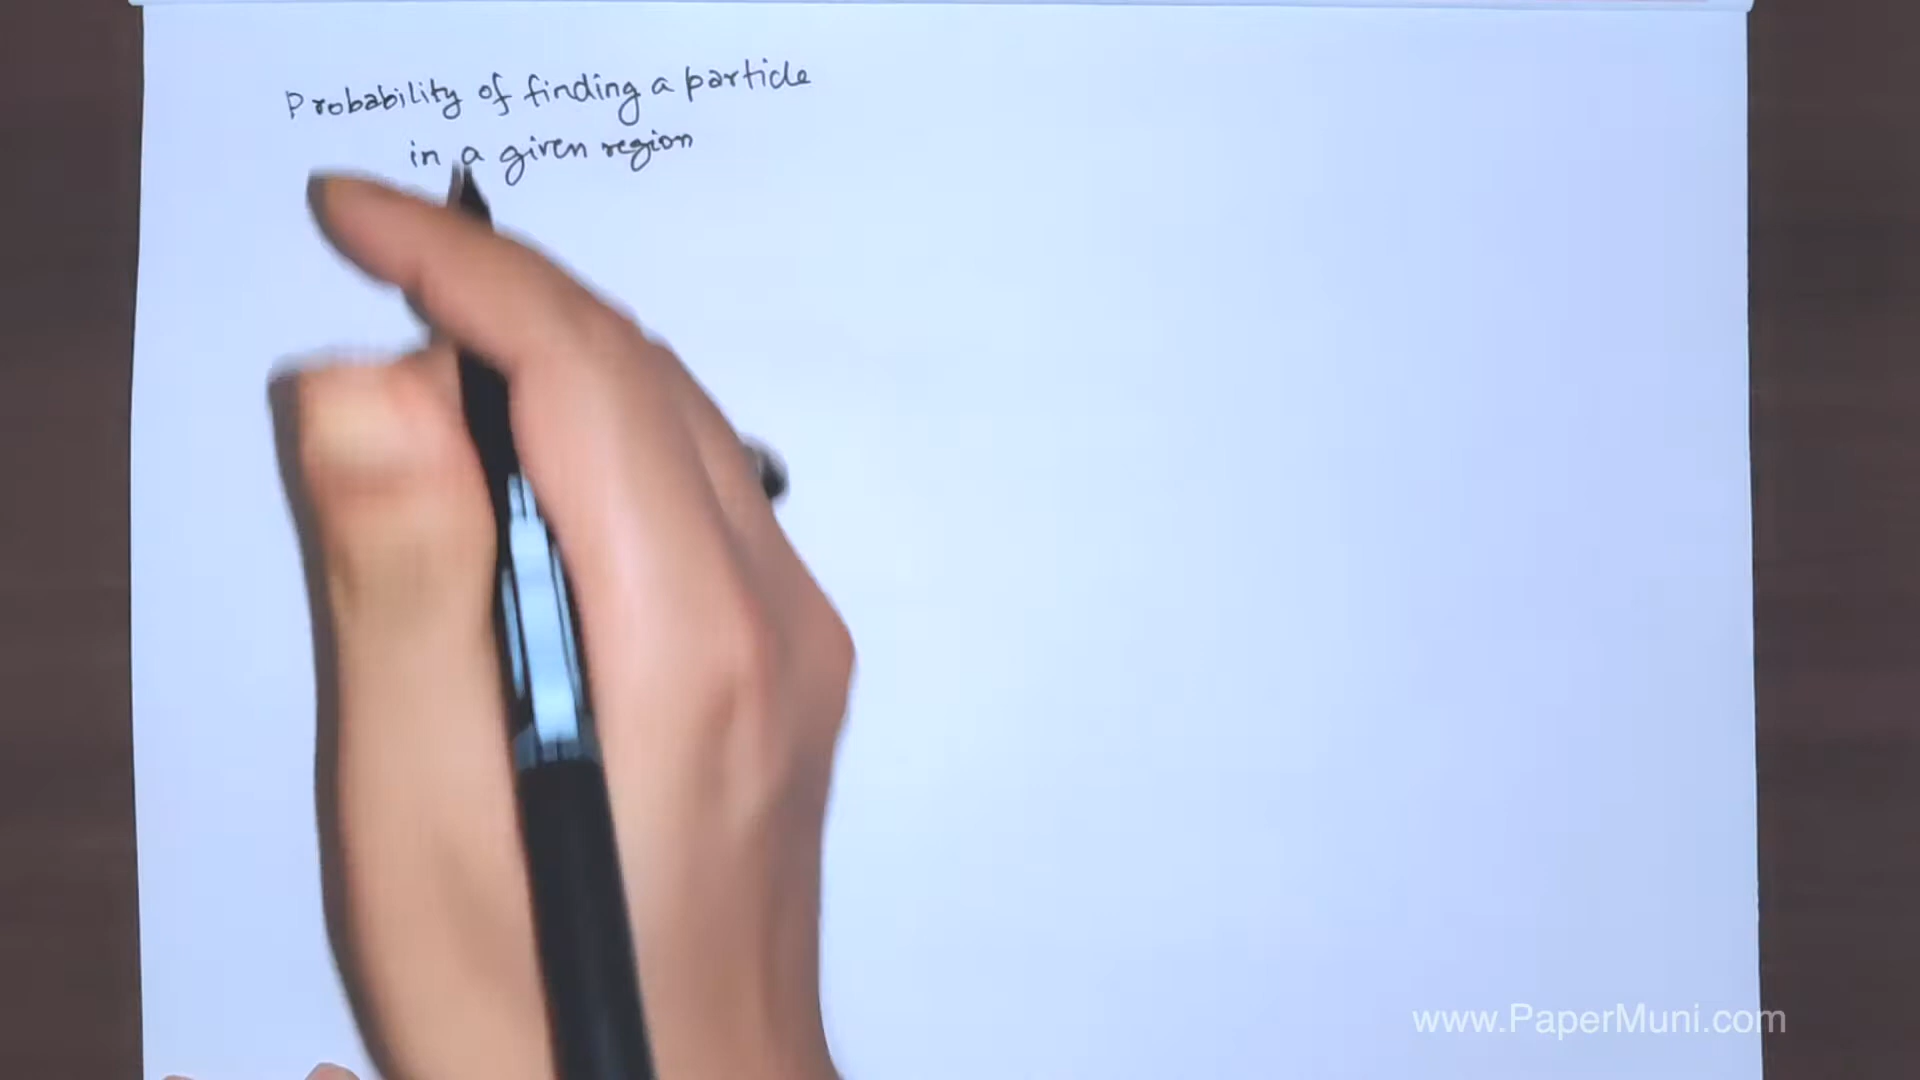 Probability of finding a particle
in a given region
www.PaperMuni.com